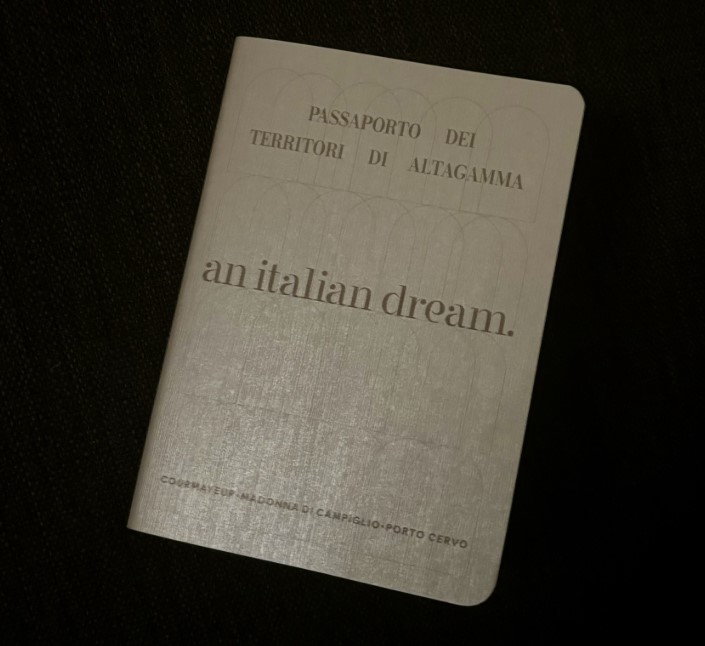 PASSAPORTO DEI
TERRITORI DI ALTAGAMMA
an italian dream.
COURMAYEUR•MADONNA DI CAMPIGLIO•PORTO CERVO